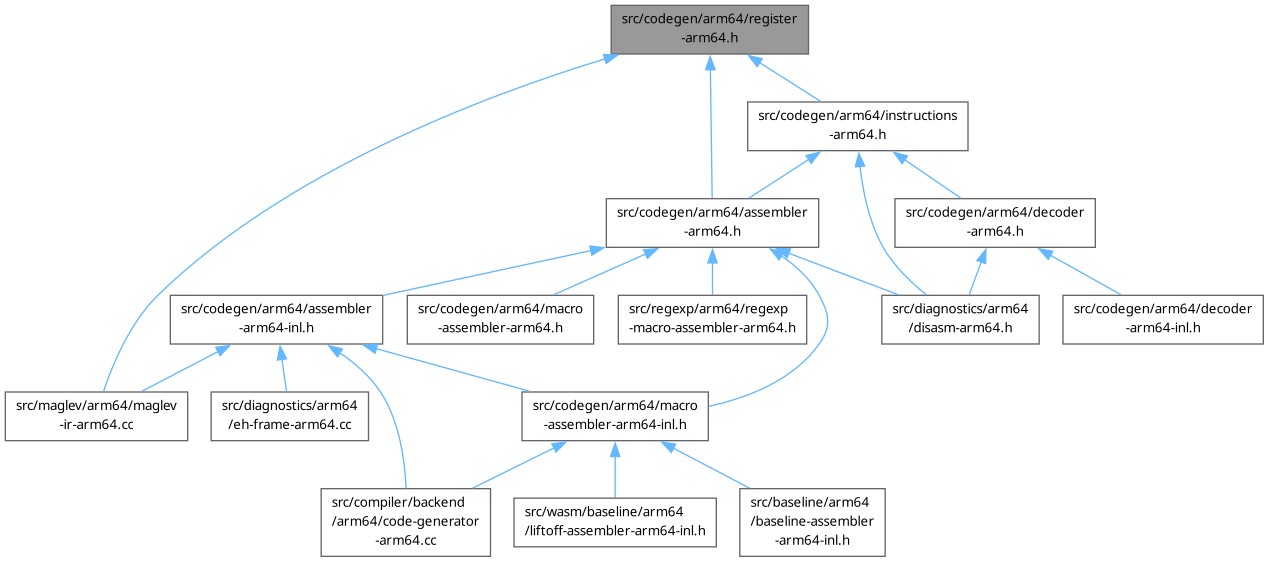 src/codegen/arm64/register
-arm64.h
src/codegen/arm64/instructions
-arm64.h
src/codegen/arm64/assembler
-arm64.h
src/codegen/arm64/decoder
-arm64.h
src/codegen/arm64/assembler
-arm64-inl.h
src/codegen/arm64/macro
-assembler-arm64.h
src/regexp/arm64/regexp
-macro-assembler-arm64.h
src/diagnostics/arm64
/disasm-arm64.h
src/codegen/arm64/decoder
-arm64-inl.h
src/maglev/arm64/maglev
-ir-arm64.cc
src/diagnostics/arm64
/eh-frame-arm64.cc
src/codegen/arm64/macro
-assembler-arm64-inl.h
src/compiler/backend
/arm64/code-generator
-arm64.cc
src/wasm/baseline/arm64
/liftoff-assembler-arm64-inl.h
src/baseline/arm64
/baseline-assembler
-arm64-inl.h